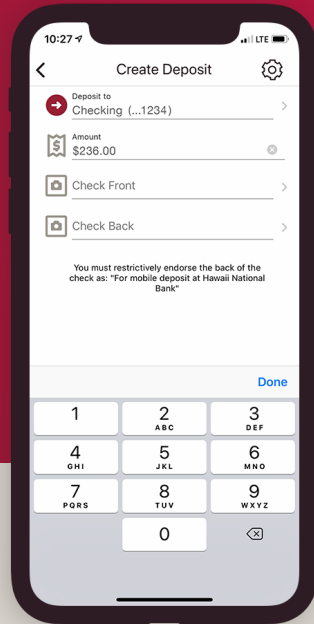 10:27
LTE
Create Deposit
Deposit to
Checking (...1234)
Amount
$236.00
Check Front
Check Back
You must restrictively endorse the back of the
check as: "For mobile deposit at Hawaii National
Bank"
Done
1 2 3
ABC DEF
4 5 6
GHI JKL MNO
7 8 9
PQRS TUV WXYZ
0